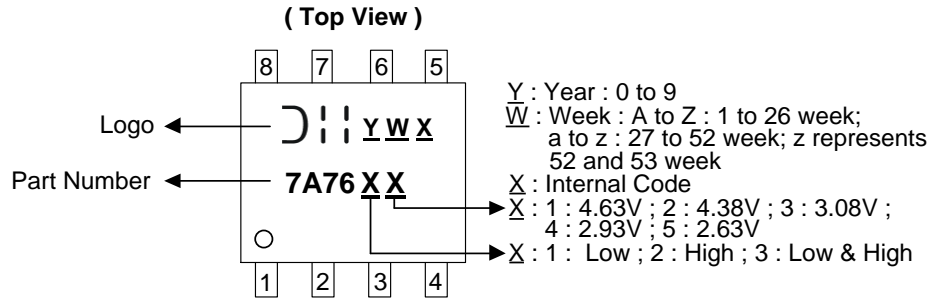 ( Top View )
8 7 6 5
Logo
Y W X
Part Number
7A76 X X
1 2 3 4
Y : Year : 0 to 9
W : Week : A to Z : 1 to 26 week;
a to z : 27 to 52 week; z represents
52 and 53 week
X : Internal Code
X : 1 : 4.63V ; 2 : 4.38V ; 3 : 3.08V ;
4 : 2.93V ; 5 : 2.63V
X : 1 : Low ; 2 : High ; 3 : Low & High